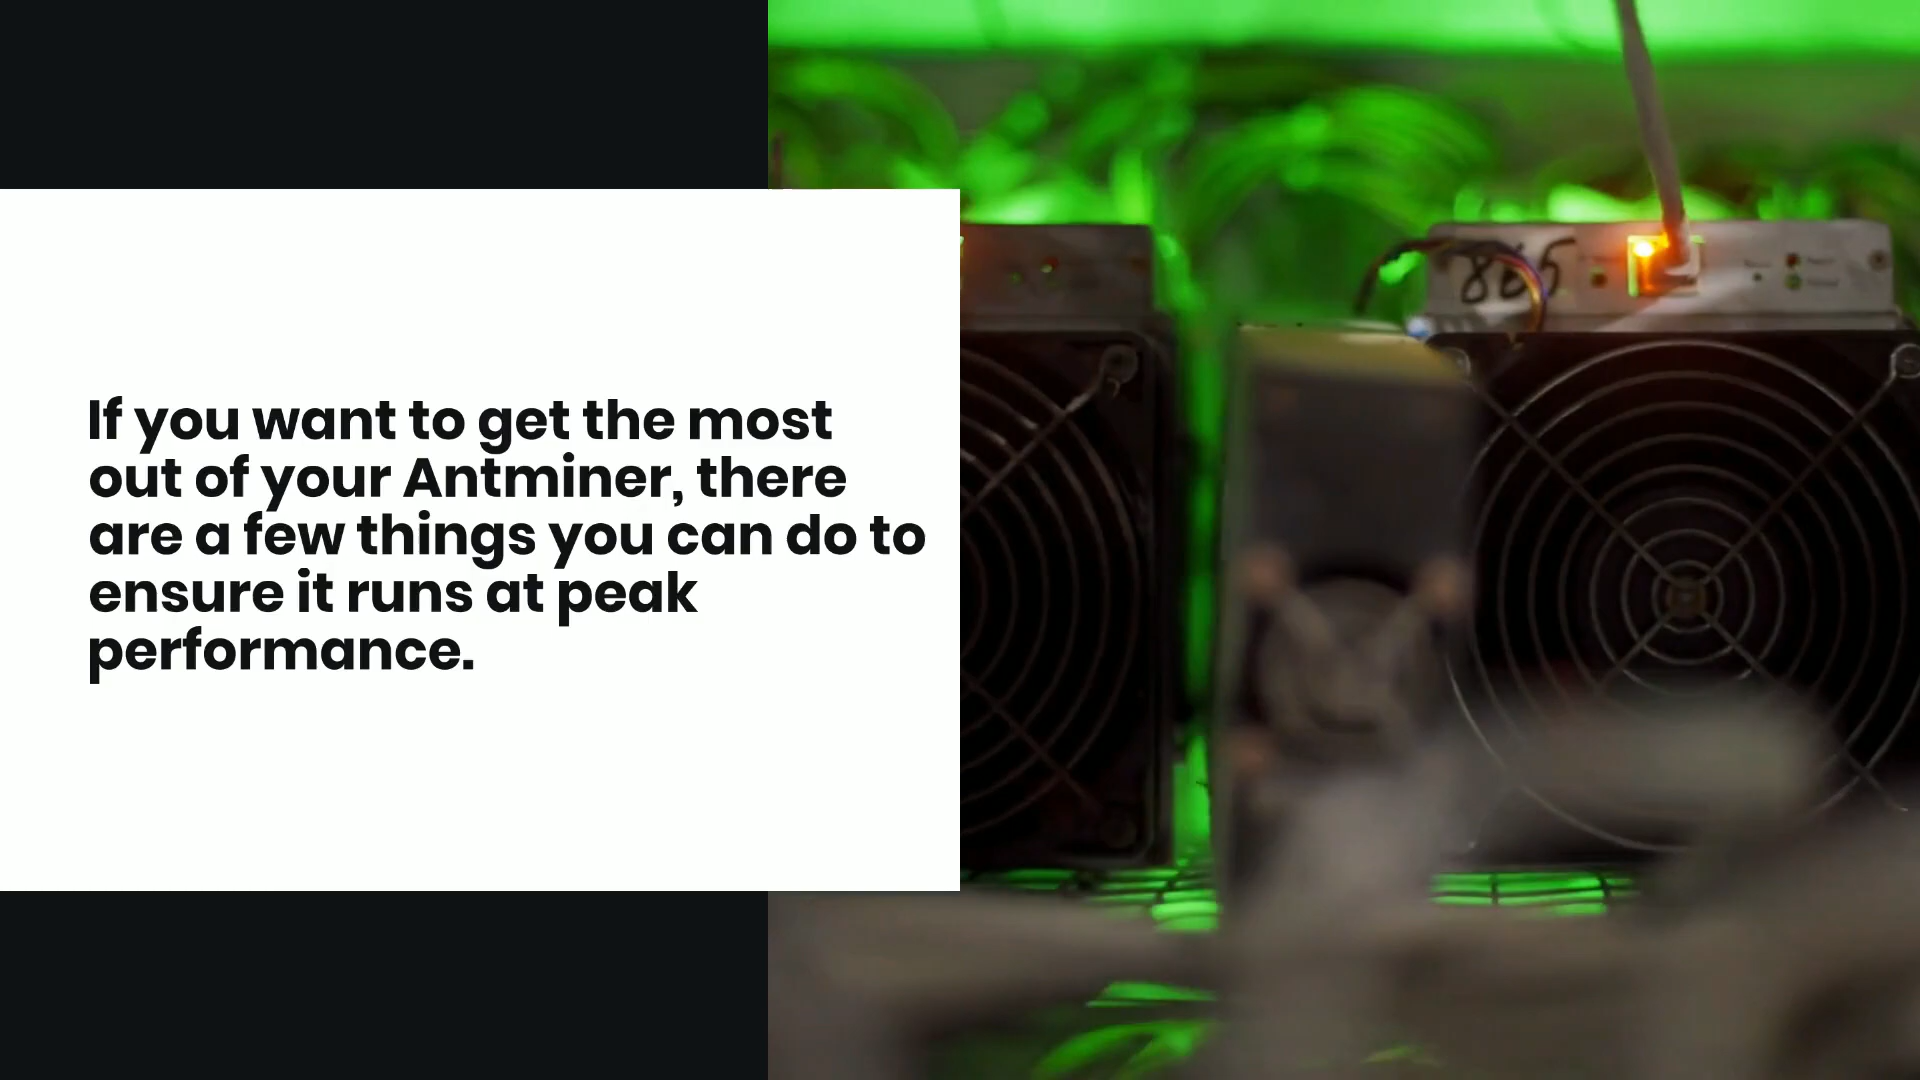 If you want to get the most
out of your Antminer, there
are a few things you can do to
ensure it runs at peak
performance.
865